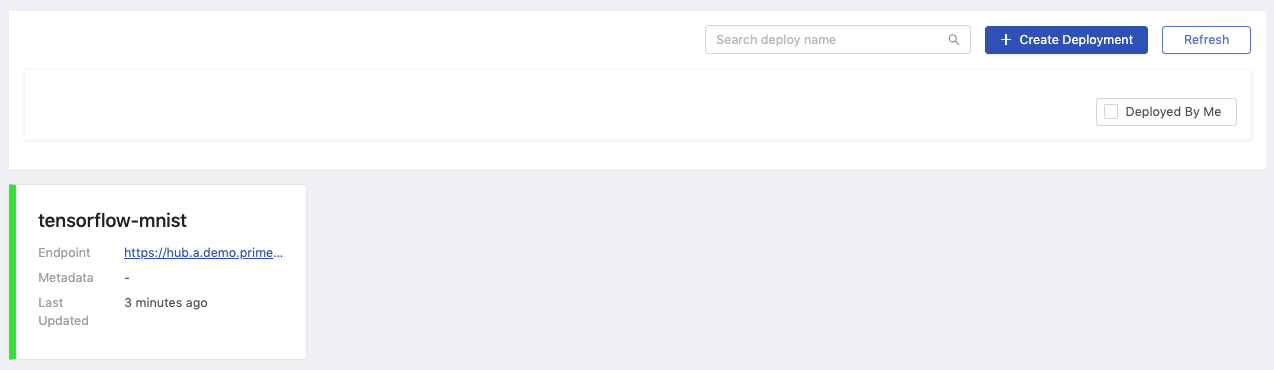 Search deploy name
+ Create Deployment
Refresh
Deployed By Me
tensorflow-mnist
Endpoint https://hub.a.demo.prime...
Metadata -
Last Updated 3 minutes ago